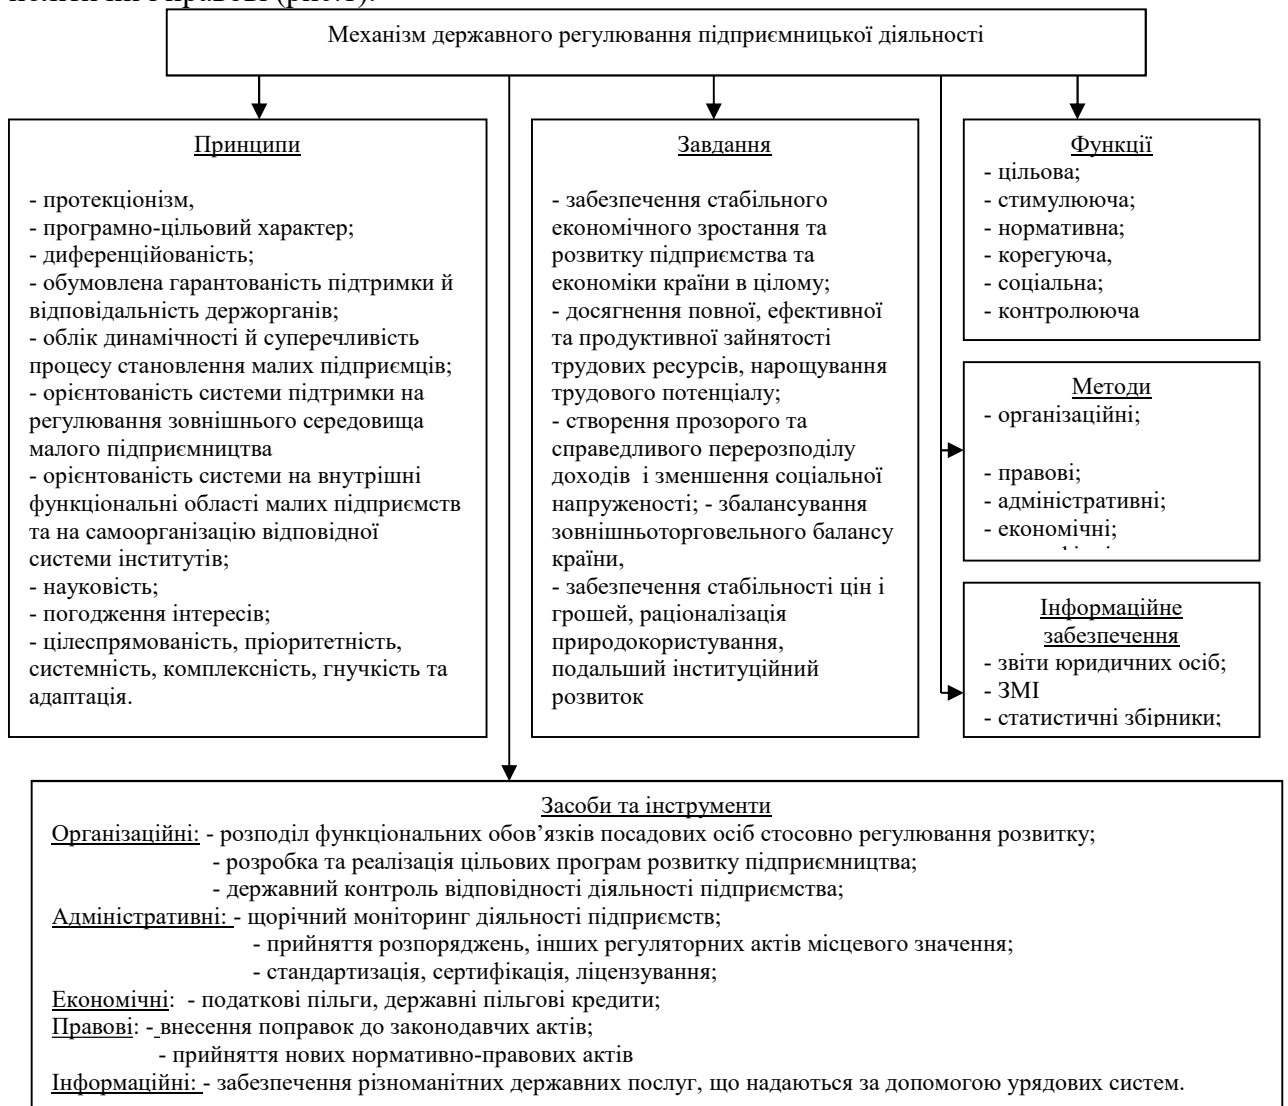 Механізм державного регулювання підприємницької діяльності
Принципи
- протекціонізм,
- програмно-цільовий характер;
- диференційованість;
- обумовлена гарантованість підтримки й
відповідальність держорганів;
- облік динамічності й суперечливість
процесу становлення малих підприємців;
- орієнтованість системи підтримки на
регулювання зовнішнього середовища
малого підприємництва
- орієнтованість системи на внутрішні
функціональні області малих підприємств
та на самоорганізацію відповідної
системи інститутів;
- науковість;
- погодження інтересів;
- цілеспрямованість, пріоритетність,
системність, комплексність, гнучкість та
адаптація.
Завдання
- забезпечення стабільного
економічного зростання та
розвитку підприємства та
економіки країни в цілому;
- досягнення повної, ефективної
та продуктивної зайнятості
трудових ресурсів, нарощування
трудового потенціалу;
- створення прозорого та
справедливого перерозподілу
доходів і зменшення соціальної
напруженості; - збалансування
зовнішньоторговельного балансу
країни,
- забезпечення стабільності цін і
грошей, раціоналізація
природокористування,
подальший інституційний
розвиток
Функції
- цільова;
- стимулююча;
- нормативна;
- корегуюча,
- соціальна;
- контролююча
Методи
- організаційні;
- правові;
- адміністративні;
- економічні;
Інформаційне
забезпечення
- звіти юридичних осіб;
- ЗМІ
- статистичні збірники;
Засоби та інструменти
Організаційні: - розподіл функціональних обов’язків посадових осіб стосовно регулювання розвитку;
- розробка та реалізація цільових програм розвитку підприємництва;
- державний контроль відповідності діяльності підприємства;
Адміністративні: - щорічний моніторинг діяльності підприємств;
- прийняття розпоряджень, інших регуляторних актів місцевого значення;
- стандартизація, сертифікація, ліцензування;
Економічні: - податкові пільги, державні пільгові кредити;
Правові: - внесення поправок до законодавчих актів;
- прийняття нових нормативно-правових актів
Інформаційні: - забезпечення різноманітних державних послуг, що надаються за допомогою урядових систем.